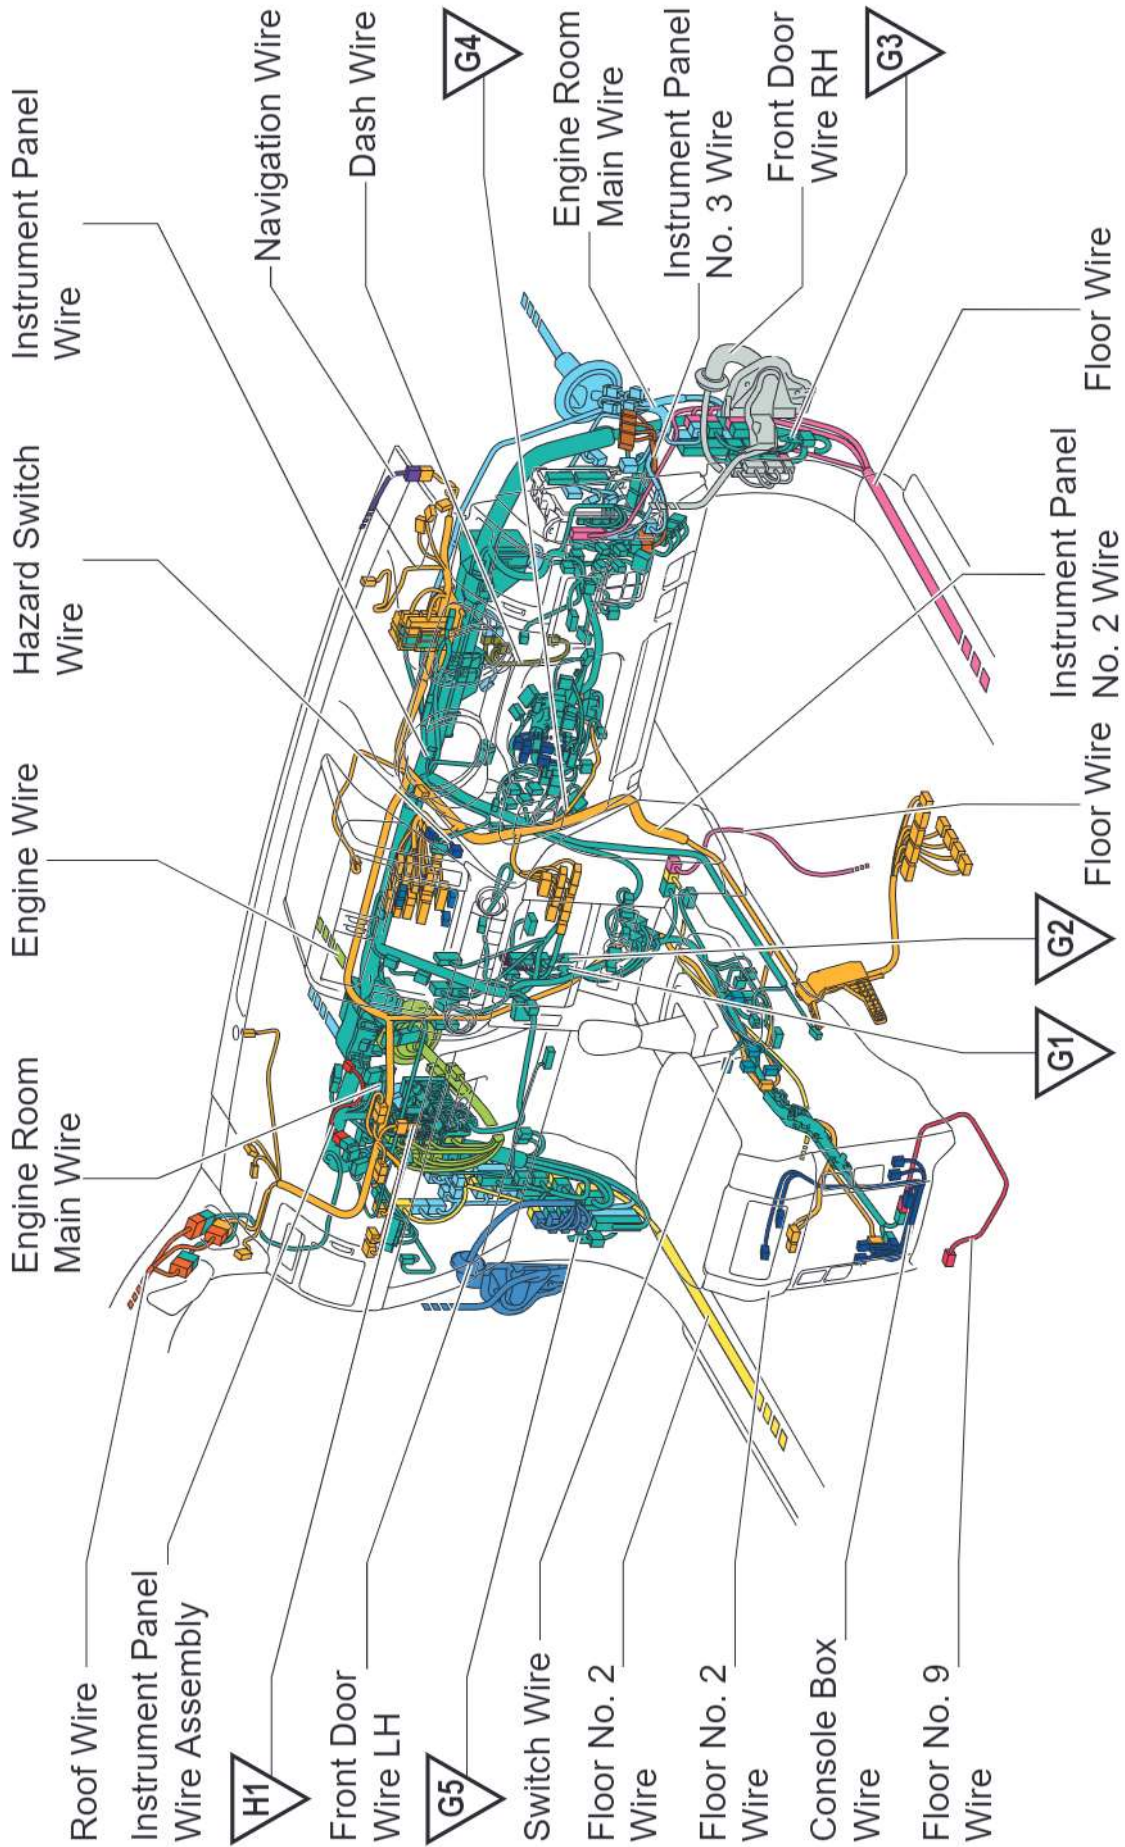 Engine Room
Main Wire
Engine Wire
Hazard Switch
Wire
Instrument Panel
Wire
Navigation Wire
Dash Wire
G4
Engine Room
Main Wire
Instrument Panel
No. 3 Wire
Front Door
Wire RH
G3
Floor Wire
Instrument Panel
No. 2 Wire
Floor Wire
G2
G1
Roof Wire
Instrument Panel
Wire Assembly
H1
Front Door
Wire LH
G5
Switch Wire
Floor No. 2
Wire
Floor No. 2
Wire
Console Box
Wire
Floor No. 9
Wire